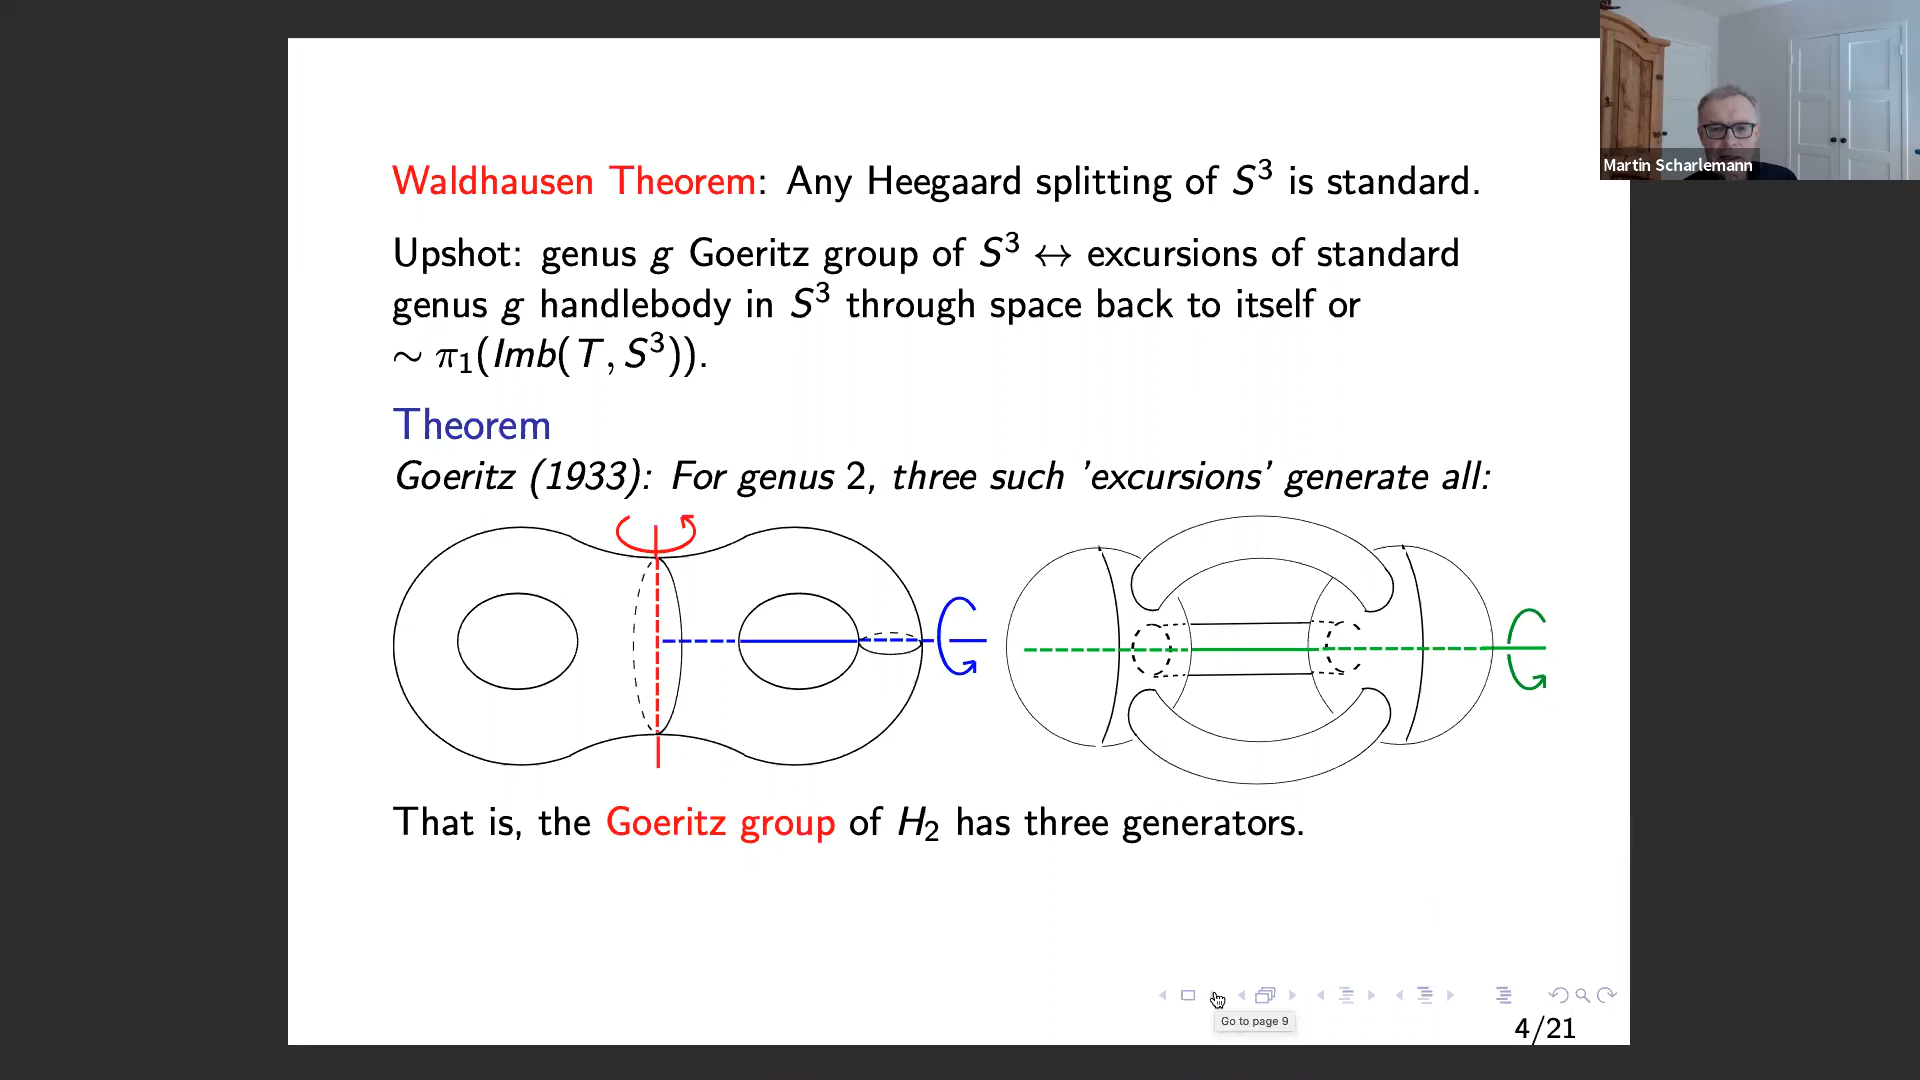 Martin Scharlemann
Waldhausen Theorem: Any Heegaard splitting of S³ is standard.
Upshot: genus g Goeritz group of S³ ↔ excursions of standard
genus g handlebody in S³ through space back to itself or
∼ π₁(Imb(T, S³)).
Theorem
Goeritz (1933): For genus 2, three such 'excursions' generate all:
That is, the Goeritz group of H₂ has three generators.
Go to page 9
4/21